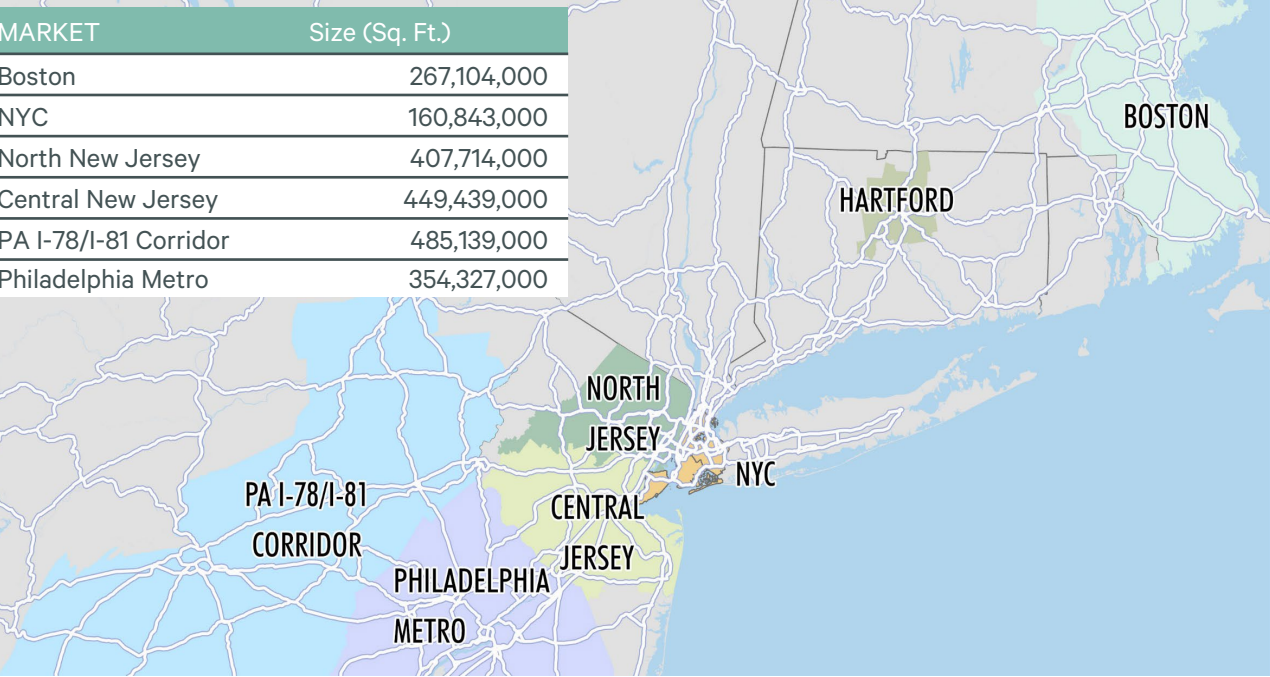 MARKET Size (Sq. Ft.)
Boston 267,104,000
NYC 160,843,000
North New Jersey 407,714,000
Central New Jersey 449,439,000
PA I-78/I-81 Corridor 485,139,000
Philadelphia Metro 354,327,000
BOSTON
HARTFORD
NORTH
JERSEY
NYC
PA I-78/I-81
CORRIDOR
CENTRAL
JERSEY
PHILADELPHIA
METRO